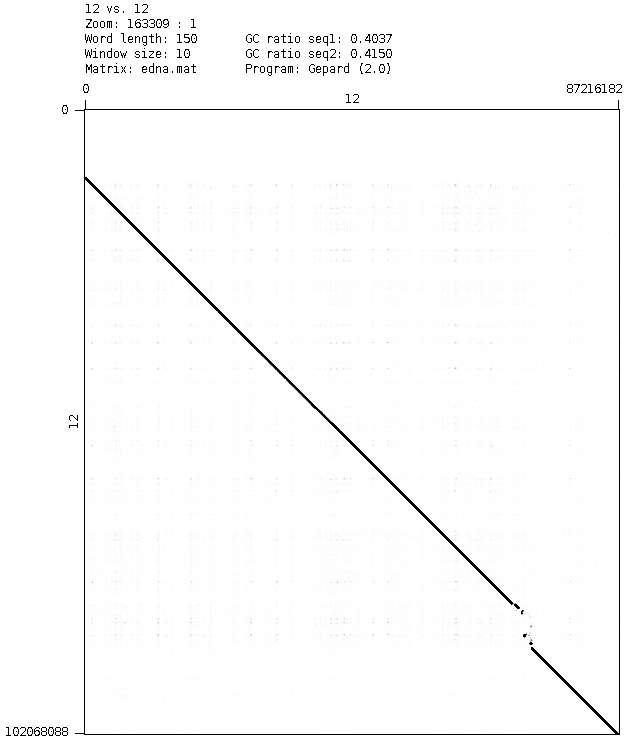 12 vs. 12
Zoom: 163309 : 1
Word length: 150 GC ratio seq1: 0.4037
Window size: 10 GC ratio seq2: 0.4150
Matrix: edna.mat Program: Gepard (2.0)
0 87216182
12
0
12
102068088